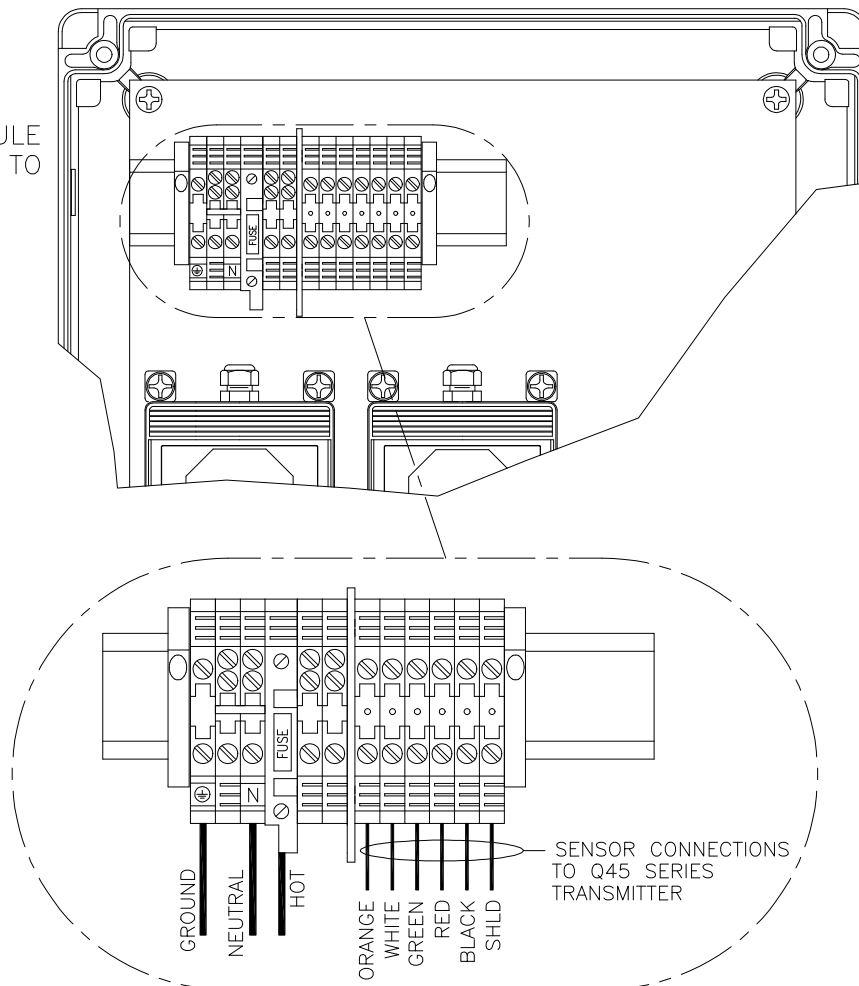 ULE
TO
FUSE
N
FUSE
N
GROUND
NEUTRAL
HOT
ORANGE
WHITE
GREEN
RED
BLACK
SHLD
SENSOR CONNECTIONS
TO Q45 SERIES
TRANSMITTER